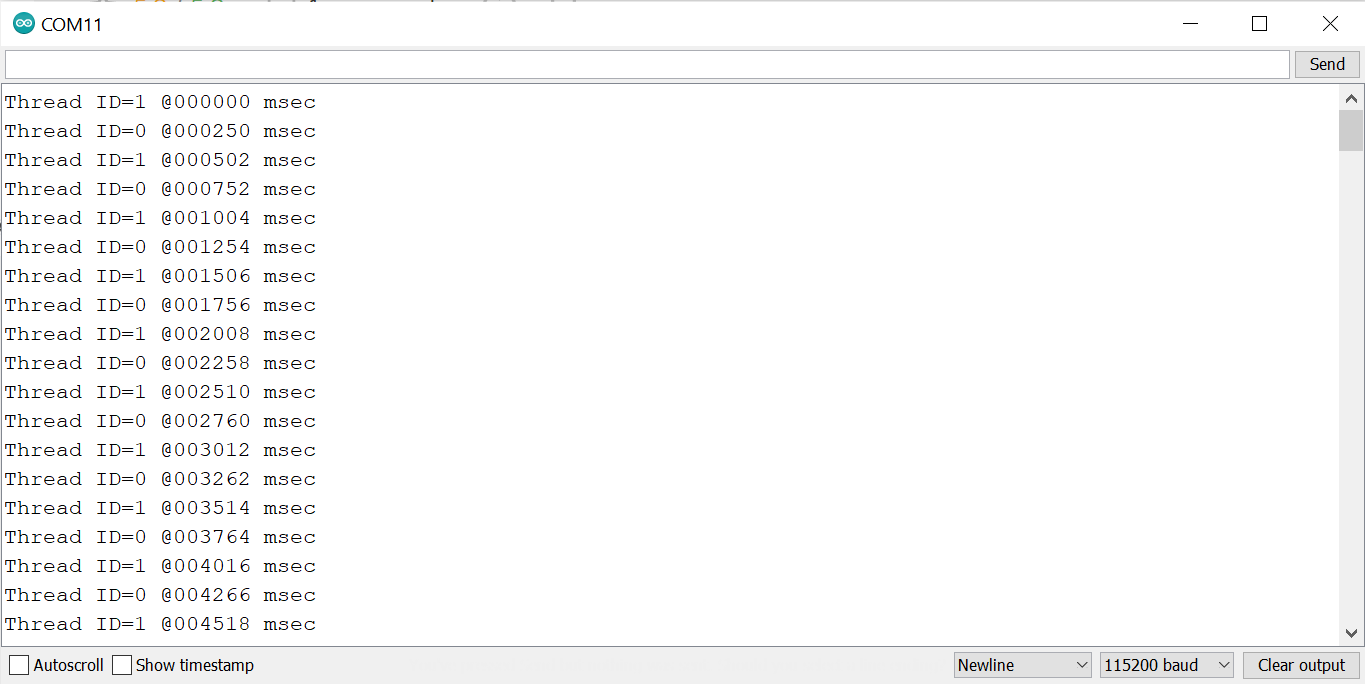 COM11
Send
Thread ID=1 @000000 msec
Thread ID=0 @000250 msec
Thread ID=1 @000502 msec
Thread ID=0 @000752 msec
Thread ID=1 @001004 msec
Thread ID=0 @001254 msec
Thread ID=1 @001506 msec
Thread ID=0 @001756 msec
Thread ID=1 @002008 msec
Thread ID=0 @002258 msec
Thread ID=1 @002510 msec
Thread ID=0 @002760 msec
Thread ID=1 @003012 msec
Thread ID=0 @003262 msec
Thread ID=1 @003514 msec
Thread ID=0 @003764 msec
Thread ID=1 @004016 msec
Thread ID=0 @004266 msec
Thread ID=1 @004518 msec
Autoscroll Show timestamp Newline 115200 baud Clear output